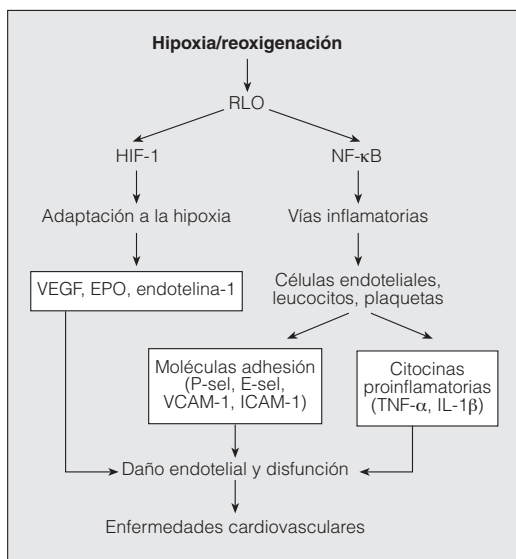 Hipoxia/reoxigenación
RLO
HIF-1
NF-κB
Adaptación a la hipoxia
Vías inflamatorias
VEGF, EPO, endotelina-1
Células endoteliales,
leucocitos, plaquetas
Moléculas adhesión
(P-sel, E-sel,
VCAM-1, ICAM-1)
Citocinas
proinflamatorias
(TNF-α, IL-1β)
Daño endotelial y disfunción
Enfermedades cardiovasculares